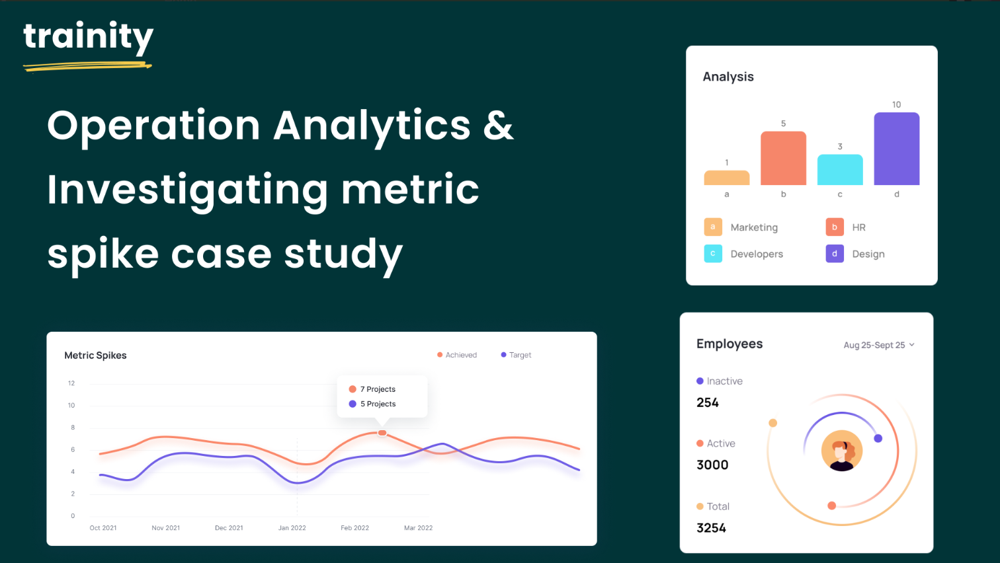 trainity
Operation Analytics &
Investigating metric
spike case study
Analysis
1
5
3
10
a
b
c
d
a Marketing
b HR
c Developers
d Design
Metric Spikes
Achieved
Target
7 Projects
5 Projects
12
10
8
6
4
2
0
Oct 2021
Nov 2021
Dec 2021
Jan 2022
Feb 2022
Mar 2022
Employees
Aug 25-Sept 25
Inactive
254
Active
3000
Total
3254